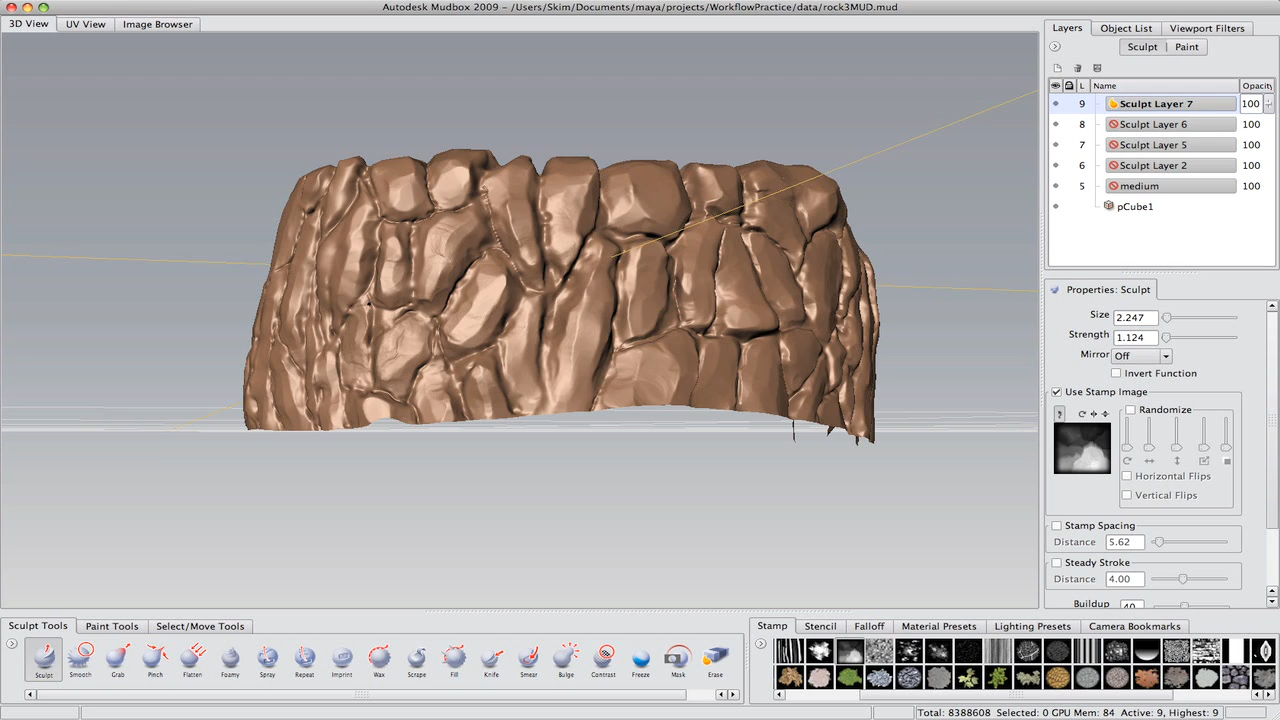 Autodesk Mudbox 2009 - /Users/Skim/Documents/maya/projects/WorkflowPractice/data/rock3MUD.mud
3D View UV View Image Browser
Layers Object List Viewport Filters
Sculpt Paint
L Name Opacity
9 Sculpt Layer 7 100
8 Sculpt Layer 6 100
7 Sculpt Layer 5 100
6 Sculpt Layer 2 100
5 medium 100
pCube1
Properties: Sculpt
Size 2.247
Strength 1.124
Mirror Off
Invert Function
Use Stamp Image
Randomize
Horizontal Flips
Vertical Flips
Stamp Spacing
Distance 5.62
Steady Stroke
Distance 4.00
Buildup 40
Sculpt Tools Paint Tools Select/Move Tools
Stamp Stencil Falloff Material Presets Lighting Presets Camera Bookmarks
Sculpt Smooth Grab Pinch Flatten Foamy Spray Repeat Imprint Wax Scrape Fill Knife Smear Bulge Contrast Freeze Mask Erase
Total: 8388608 Selected: 0 GPU Mem: 84 Active: 9, Highest: 9